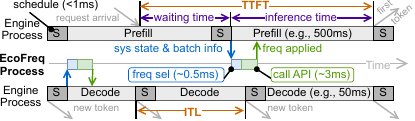 schedule (<1ms)
request arrival
TTFT
waiting time
inference time
first token
Engine Process
S
Prefill
S
Prefill (e.g., 500ms)
S
sys state & batch info
freq applied
EcoFreq Process
Time
freq sel (~0.5ms)
call API (~3ms)
Engine Process
S
Decode
S
Decode
S
Decode (e.g., 50ms)
S
new token
ITL
new token